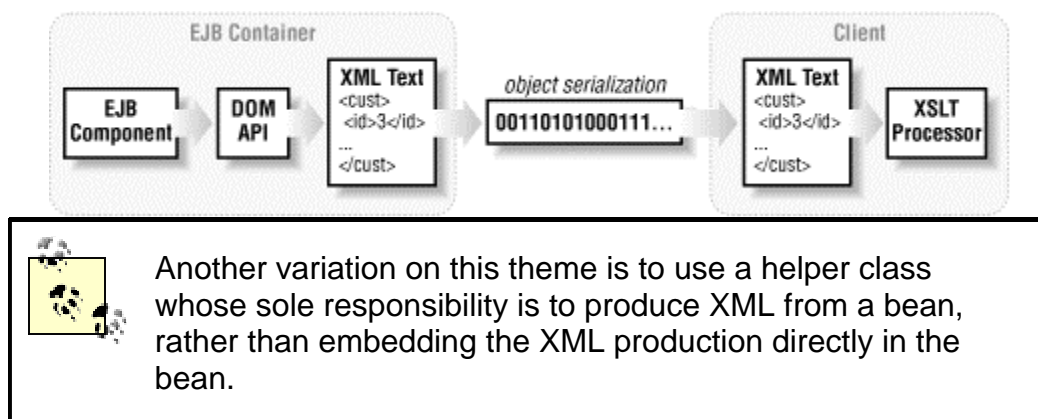 EJB Container
EJB
Component
DOM
API
XML Text
<cust>
<id>3</id>
...
</cust>
object serialization
00110101000111...
Client
XML Text
<cust>
<id>3</id>
...
</cust>
XSLT
Processor
Another variation on this theme is to use a helper class
whose sole responsibility is to produce XML from a bean,
rather than embedding the XML production directly in the
bean.